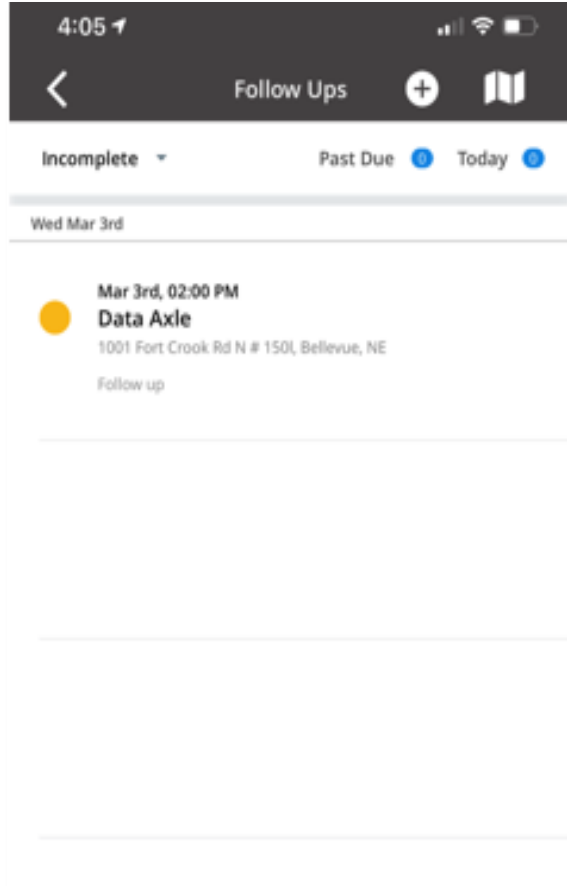 4:05
Follow Ups
Incomplete Past Due 0 Today 0
Wed Mar 3rd
Mar 3rd, 02:00 PM
Data Axle
1001 Fort Crook Rd N # 150l, Bellevue, NE
Follow up